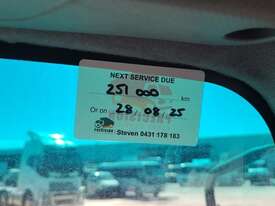 NEXT SERVICE DUE
251 000 km
Or on 28/08/25
Steven 0431 178 183